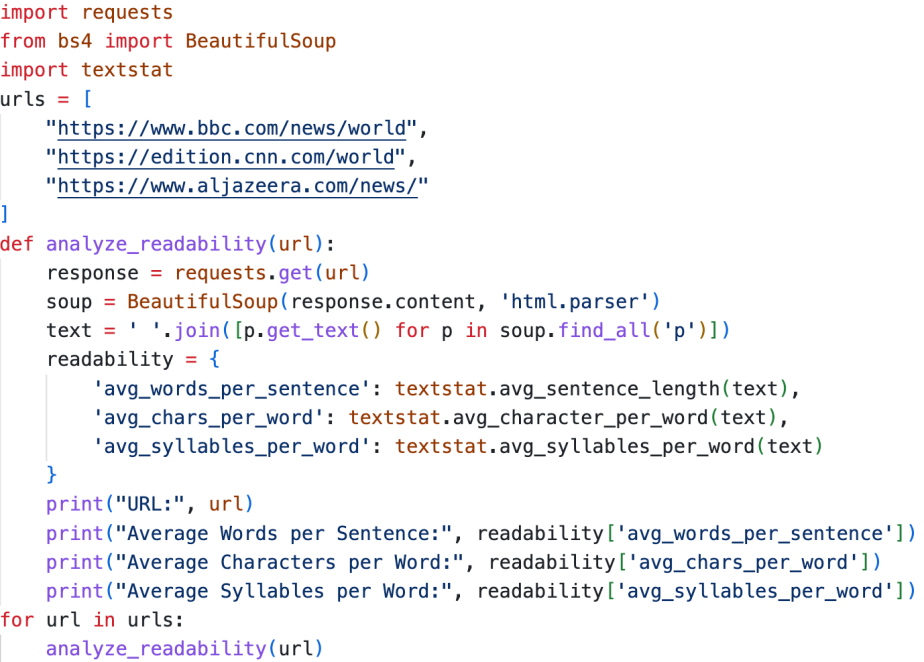 import requests
from bs4 import BeautifulSoup
import textstat
urls = [
    "https://www.bbc.com/news/world",
    "https://edition.cnn.com/world",
    "https://www.aljazeera.com/news/"
]
def analyze_readability(url):
    response = requests.get(url)
    soup = BeautifulSoup(response.content, 'html.parser')
    text = ' '.join([p.get_text() for p in soup.find_all('p')])
    readability = {
        'avg_words_per_sentence': textstat.avg_sentence_length(text),
        'avg_chars_per_word': textstat.avg_character_per_word(text),
        'avg_syllables_per_word': textstat.avg_syllables_per_word(text)
    }
    print("URL:", url)
    print("Average Words per Sentence:", readability['avg_words_per_sentence'])
    print("Average Characters per Word:", readability['avg_chars_per_word'])
    print("Average Syllables per Word:", readability['avg_syllables_per_word'])
for url in urls:
    analyze_readability(url)